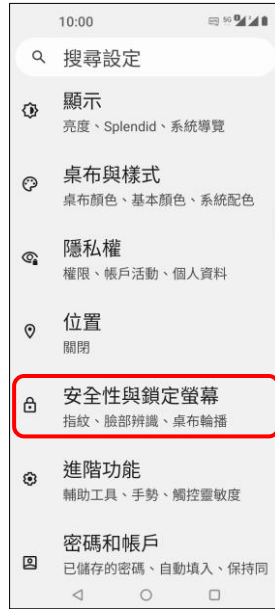 10:00
5G
搜尋設定
顯示
亮度、Splendid、系統導覽
桌布與樣式
桌布顏色、基本顏色、系統配色
隱私權
權限、帳戶活動、個人資料
位置
關閉
安全性與鎖定螢幕
指紋、臉部辨識、桌布輪播
進階功能
輔助工具、手勢、觸控靈敏度
密碼和帳戶
已儲存的密碼、自動填入、保持同